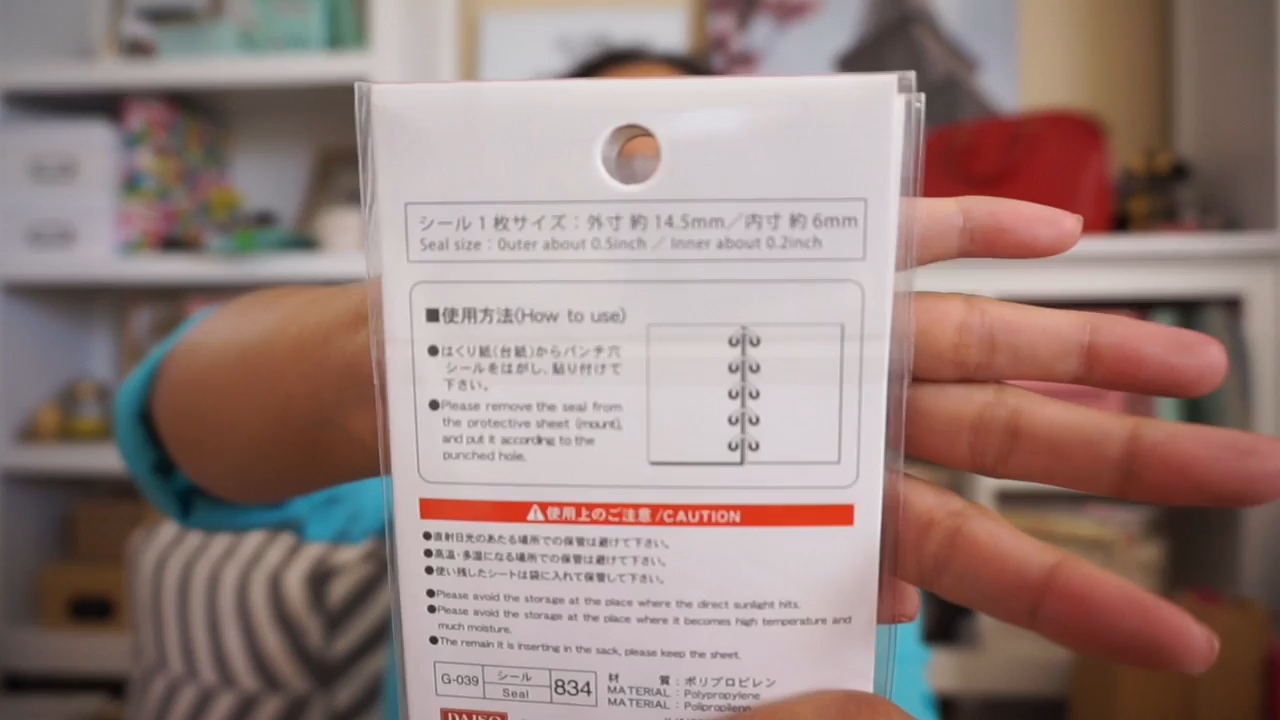 シール1枚サイズ：外寸 約 14.5mm／内寸 約 6mm
Seal size : Outer about 0.5inch ／ Inner about 0.2inch
■使用方法(How to use)
●はくり紙(台紙)からパンチ穴
シールをはがし、貼り付けて
下さい。
●Please remove the seal from
the protective sheet (mount),
and put it according to the
punched hole.
⚠使用上のご注意/CAUTION
●直射日光のあたる場所での保管は避けて下さい。
●高温・多湿になる場所での保管は避けて下さい。
●使い残したシートは袋に入れて保管して下さい。
●Please avoid the storage at the place where the direct sunlight hits.
●Please avoid the storage at the place where it becomes high temperature and
much moisture.
●The remain it is inserting in the sack, please keep the sheet.
G-039 シール Seal 834
材 質：ポリプロピレン
MATERIAL : Polypropylene
MATERIAL : Polipropileno
DAISO